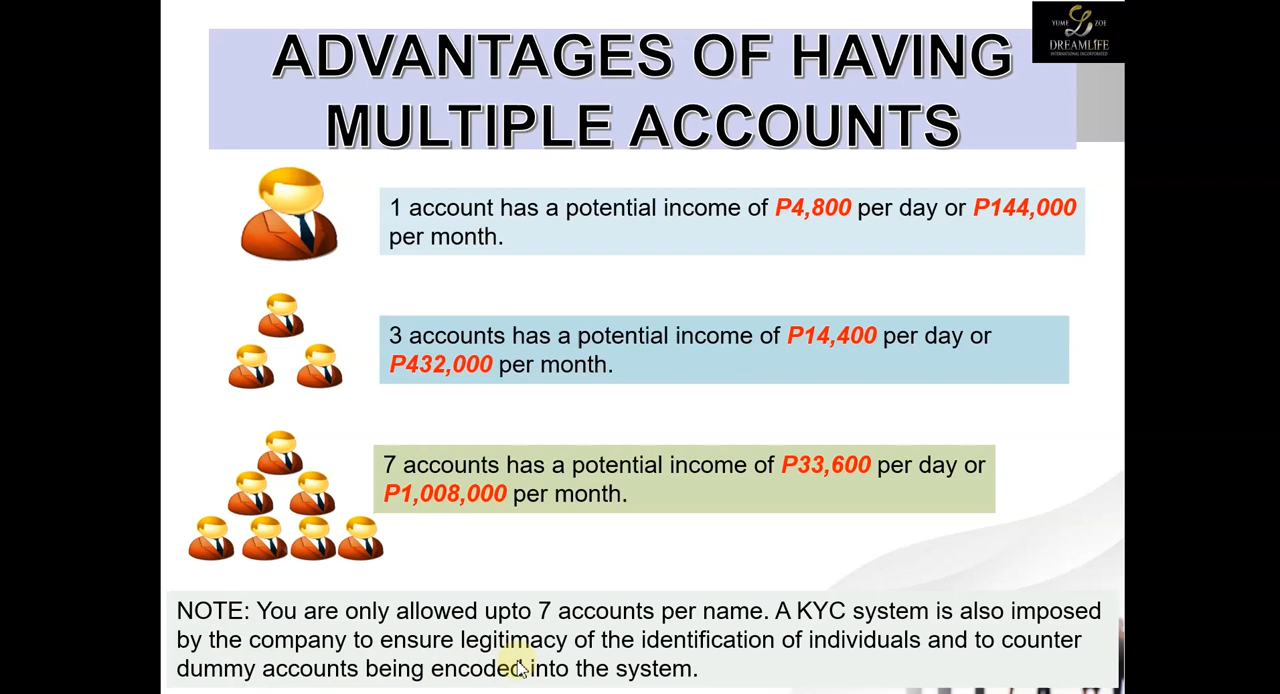 YUME ZOE
DREAMLIFE
INTERNATIONAL INCORPORATED
ADVANTAGES OF HAVING
MULTIPLE ACCOUNTS
1 account has a potential income of P4,800 per day or P144,000
per month.
3 accounts has a potential income of P14,400 per day or
P432,000 per month.
7 accounts has a potential income of P33,600 per day or
P1,008,000 per month.
NOTE: You are only allowed upto 7 accounts per name. A KYC system is also imposed
by the company to ensure legitimacy of the identification of individuals and to counter
dummy accounts being encoded into the system.